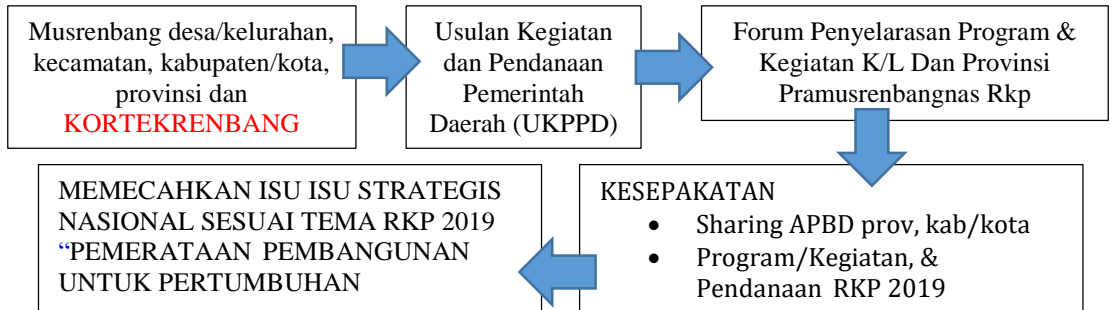 Musrenbang desa/kelurahan,
kecamatan, kabupaten/kota,
provinsi dan
KORTEKRENBANG
Usulan Kegiatan
dan Pendanaan
Pemerintah
Daerah (UKPPD)
Forum Penyelarasan Program &
Kegiatan K/L Dan Provinsi
Pramusrenbangnas Rkp
KESEPAKATAN
• Sharing APBD prov, kab/kota
• Program/Kegiatan, &
Pendanaan RKP 2019
MEMECAHKAN ISU ISU STRATEGIS
NASIONAL SESUAI TEMA RKP 2019
“PEMERATAAN PEMBANGUNAN
UNTUK PERTUMBUHAN